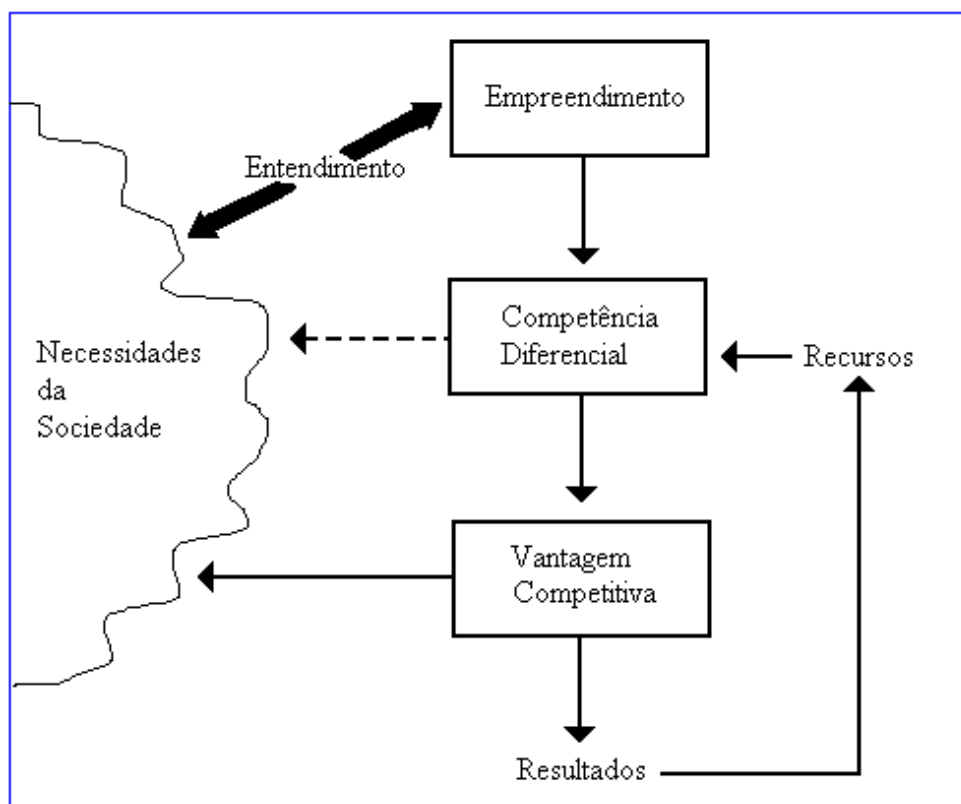 Empreendimento
Entendimento
Competência
Diferencial
Necessidades
da
Sociedade
Recursos
Vantagem
Competitiva
Resultados